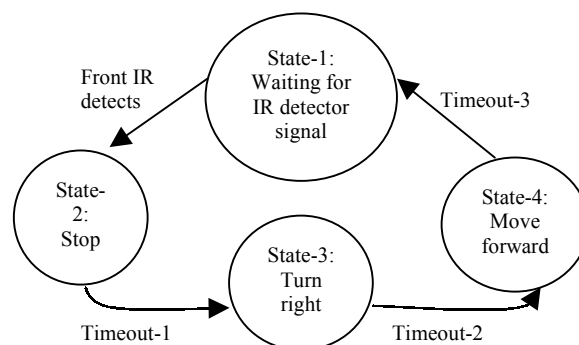 State-1:
Waiting for
IR detector
signal
Front IR
detects
Timeout-3
State-
2:
Stop
State-4:
Move
forward
State-3:
Turn
right
Timeout-1
Timeout-2